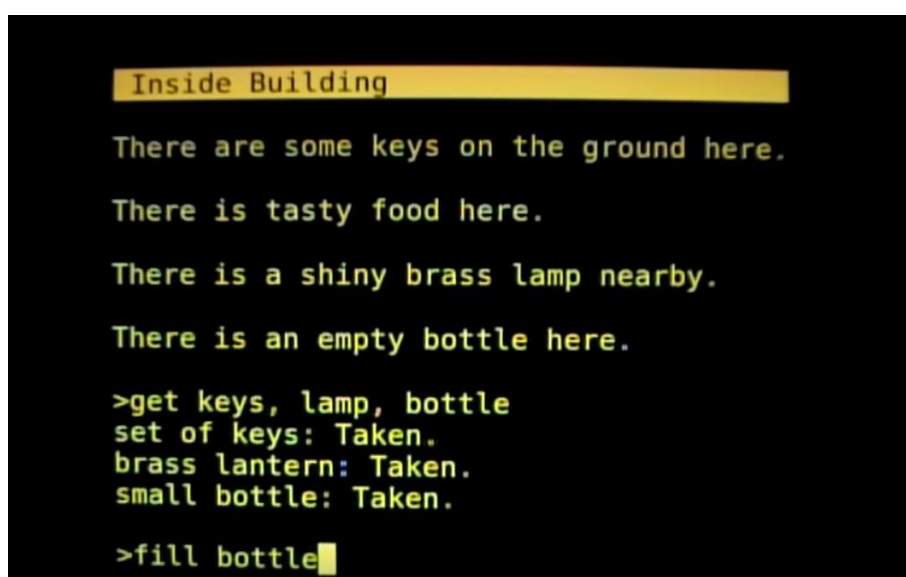 Inside Building
There are some keys on the ground here.
There is tasty food here.
There is a shiny brass lamp nearby.
There is an empty bottle here.
>get keys, lamp, bottle
set of keys: Taken.
brass lantern: Taken.
small bottle: Taken.
>fill bottle